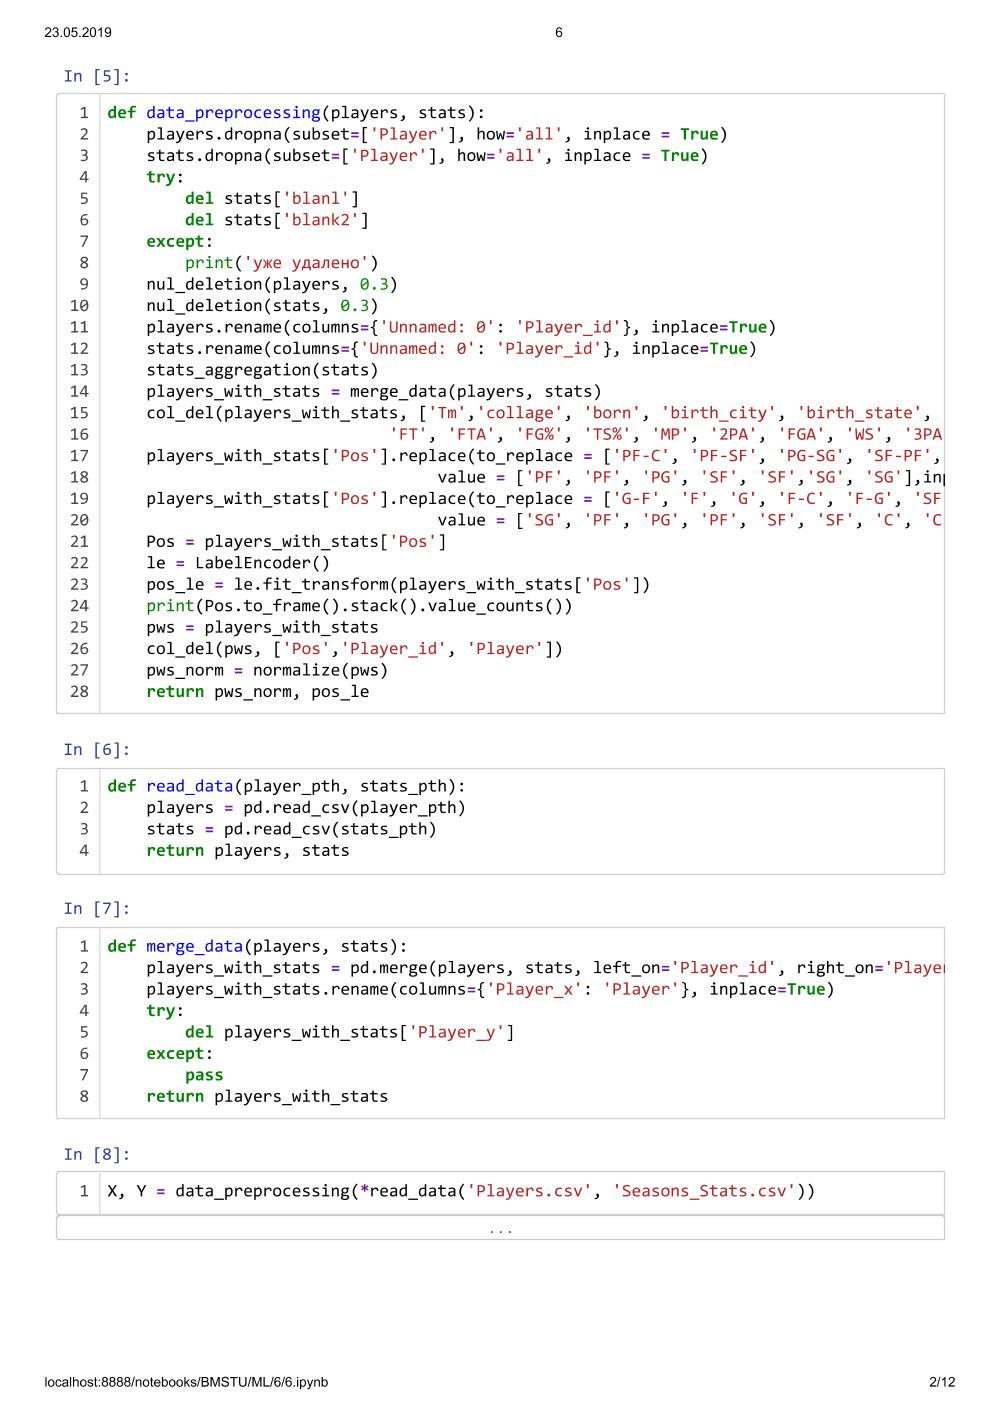 23.05.2019 6
In [5]:
1 def data_preprocessing(players, stats):
2     players.dropna(subset=['Player'], how='all', inplace = True)
3     stats.dropna(subset=['Player'], how='all', inplace = True)
4     try:
5         del stats['blanl']
6         del stats['blank2']
7     except:
8         print('уже удалено')
9     nul_deletion(players, 0.3)
10     nul_deletion(stats, 0.3)
11     players.rename(columns={'Unnamed: 0': 'Player_id'}, inplace=True)
12     stats.rename(columns={'Unnamed: 0': 'Player_id'}, inplace=True)
13     stats_aggregation(stats)
14     players_with_stats = merge_data(players, stats)
15     col_del(players_with_stats, ['Tm','collage', 'born', 'birth_city', 'birth_state',
16                              'FT', 'FTA', 'FG%', 'TS%', 'MP', '2PA', 'FGA', 'WS', '3PA
17     players_with_stats['Pos'].replace(to_replace = ['PF-C', 'PF-SF', 'PG-SG', 'SF-PF',
18                                   value = ['PF', 'PF', 'PG', 'SF', 'SF','SG', 'SG'],in
19     players_with_stats['Pos'].replace(to_replace = ['G-F', 'F', 'G', 'F-C', 'F-G', 'SF
20                                   value = ['SG', 'PF', 'PG', 'PF', 'SF', 'SF', 'C', 'C
21     Pos = players_with_stats['Pos']
22     le = LabelEncoder()
23     pos_le = le.fit_transform(players_with_stats['Pos'])
24     print(Pos.to_frame().stack().value_counts())
25     pws = players_with_stats
26     col_del(pws, ['Pos','Player_id', 'Player'])
27     pws_norm = normalize(pws)
28     return pws_norm, pos_le
In [6]:
1 def read_data(player_pth, stats_pth):
2     players = pd.read_csv(player_pth)
3     stats = pd.read_csv(stats_pth)
4     return players, stats
In [7]:
1 def merge_data(players, stats):
2     players_with_stats = pd.merge(players, stats, left_on='Player_id', right_on='Player
3     players_with_stats.rename(columns={'Player_x': 'Player'}, inplace=True)
4     try:
5         del players_with_stats['Player_y']
6     except:
7         pass
8     return players_with_stats
In [8]:
1 X, Y = data_preprocessing(*read_data('Players.csv', 'Seasons_Stats.csv'))
...
localhost:8888/notebooks/BMSTU/ML/6/6.ipynb 2/12